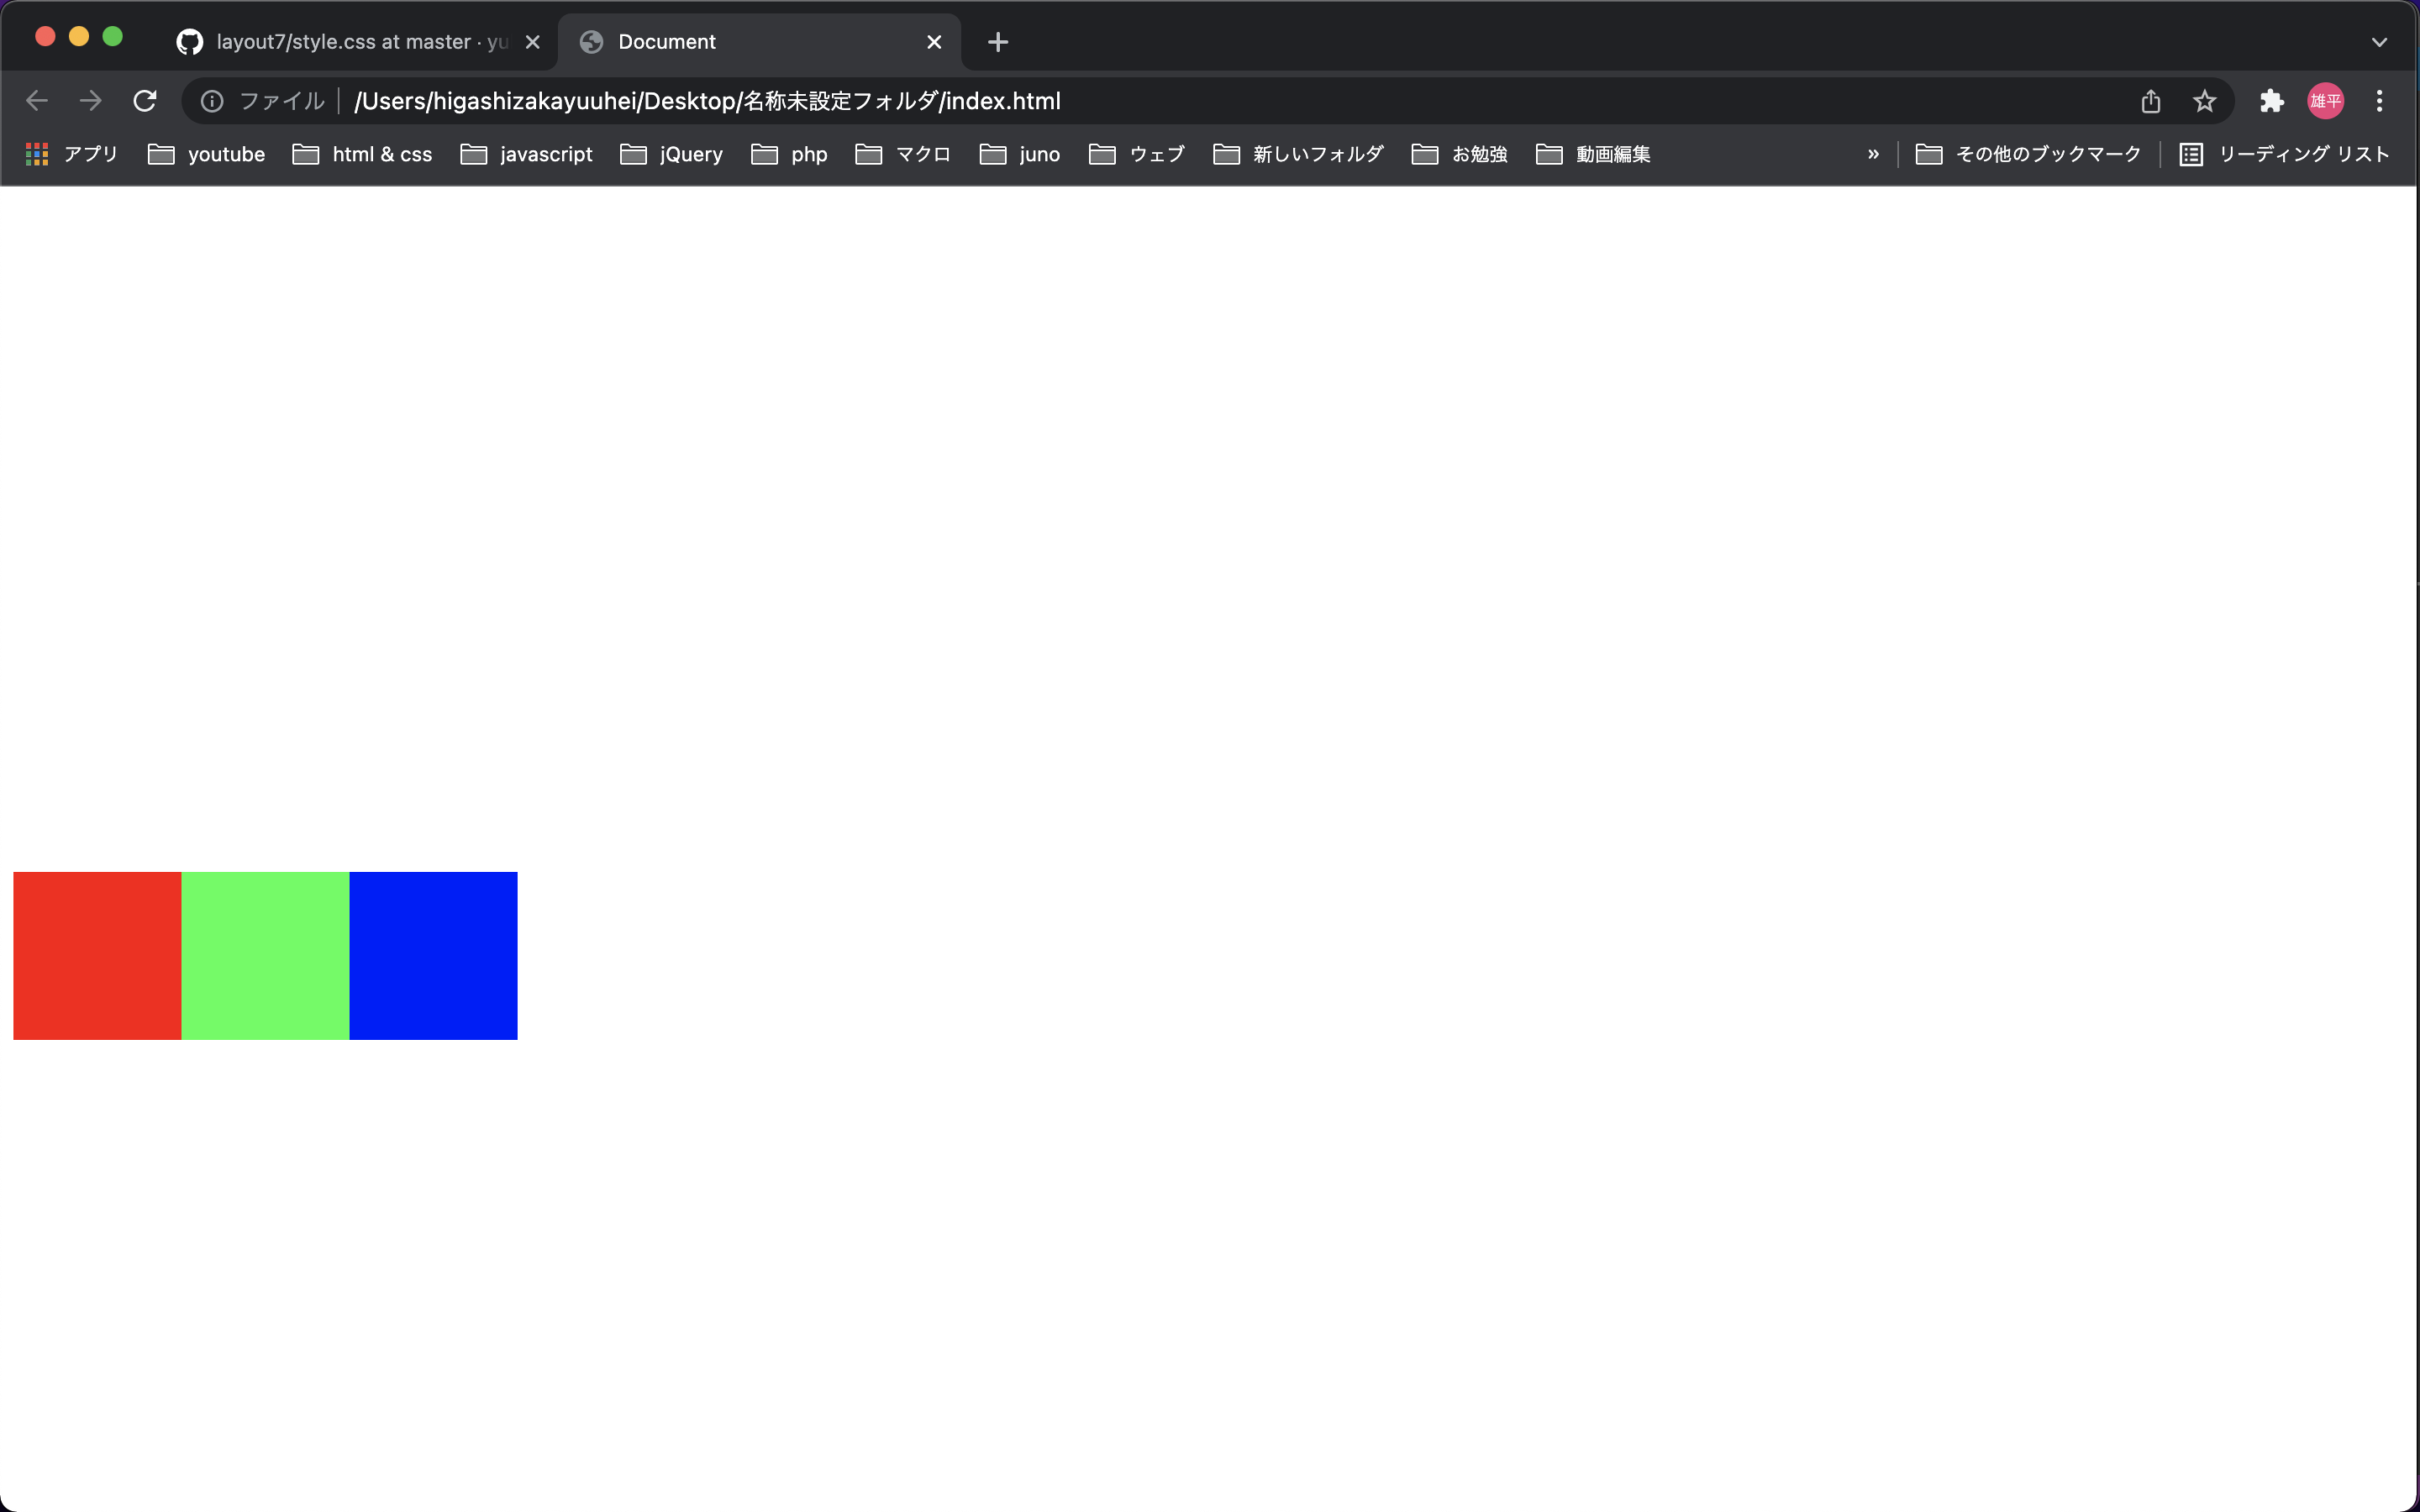 layout7/style.css at master · yu
Document
ファイル /Users/higashizakayuuhei/Desktop/名称未設定フォルダ/index.html
雄平
アプリ youtube html & css javascript jQuery php マクロ juno ウェブ 新しいフォルダ お勉強 動画編集 » その他のブックマーク リーディング リスト